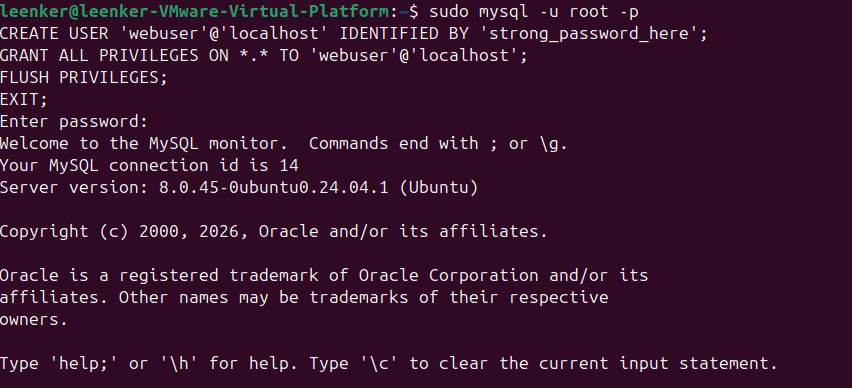 leenker@leenker-VMware-Virtual-Platform:~$ sudo mysql -u root -p
CREATE USER 'webuser'@'localhost' IDENTIFIED BY 'strong_password_here';
GRANT ALL PRIVILEGES ON *.* TO 'webuser'@'localhost';
FLUSH PRIVILEGES;
EXIT;
Enter password:
Welcome to the MySQL monitor.  Commands end with ; or \g.
Your MySQL connection id is 14
Server version: 8.0.45-0ubuntu0.24.04.1 (Ubuntu)
Copyright (c) 2000, 2026, Oracle and/or its affiliates.
Oracle is a registered trademark of Oracle Corporation and/or its
affiliates. Other names may be trademarks of their respective
owners.
Type 'help;' or '\h' for help. Type '\c' to clear the current input statement.